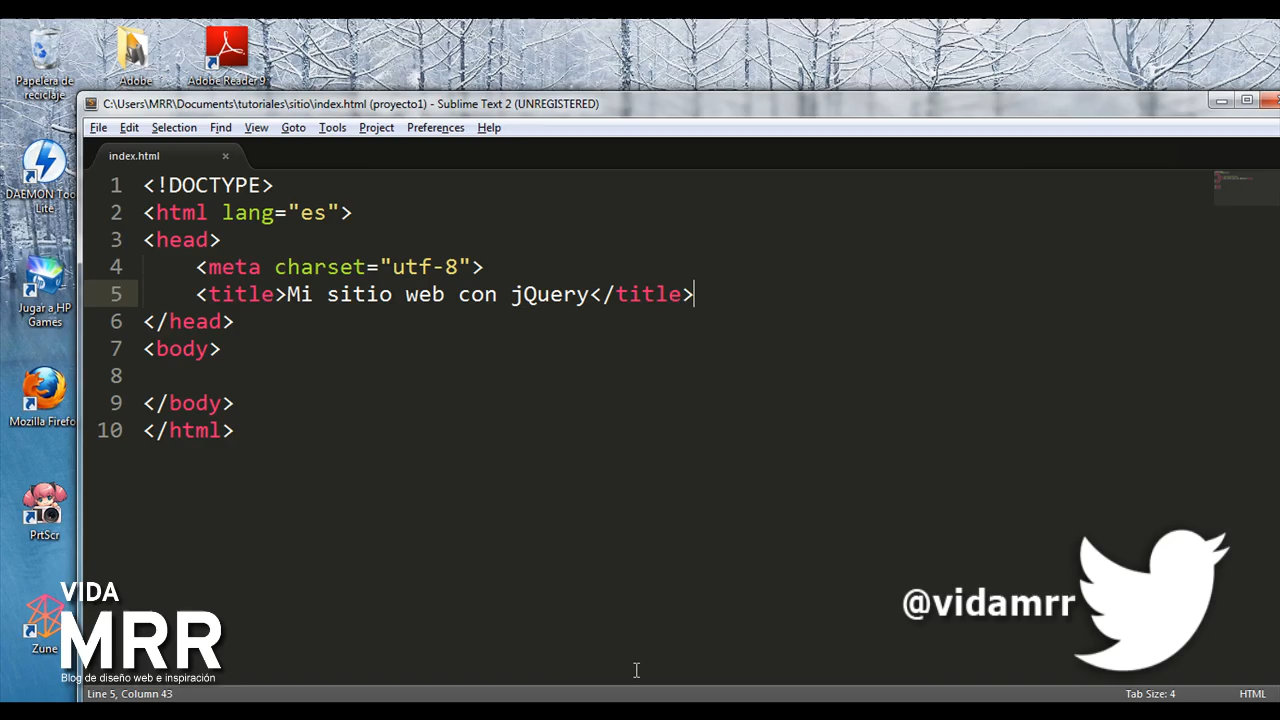 Papelera de
reciclaje
Adobe
Adobe Reader 9
C:\Users\MRR\Documents\tutoriales\sitio\index.html (proyecto1) - Sublime Text 2 (UNREGISTERED)
File Edit Selection Find View Goto Tools Project Preferences Help
index.html
1 <!DOCTYPE>
2 <html lang="es">
3 <head>
4 <meta charset="utf-8">
5 <title>Mi sitio web con jQuery</title>
6 </head>
7 <body>
8
9 </body>
10 </html>
DAEMON Too
Lite
Jugar a HP
Games
Mozilla Firefo
PrtScr
Zune
VIDA
MRR
Blog de diseño web e inspiración
@vidamrr
Line 5, Column 43
Tab Size: 4
HTML